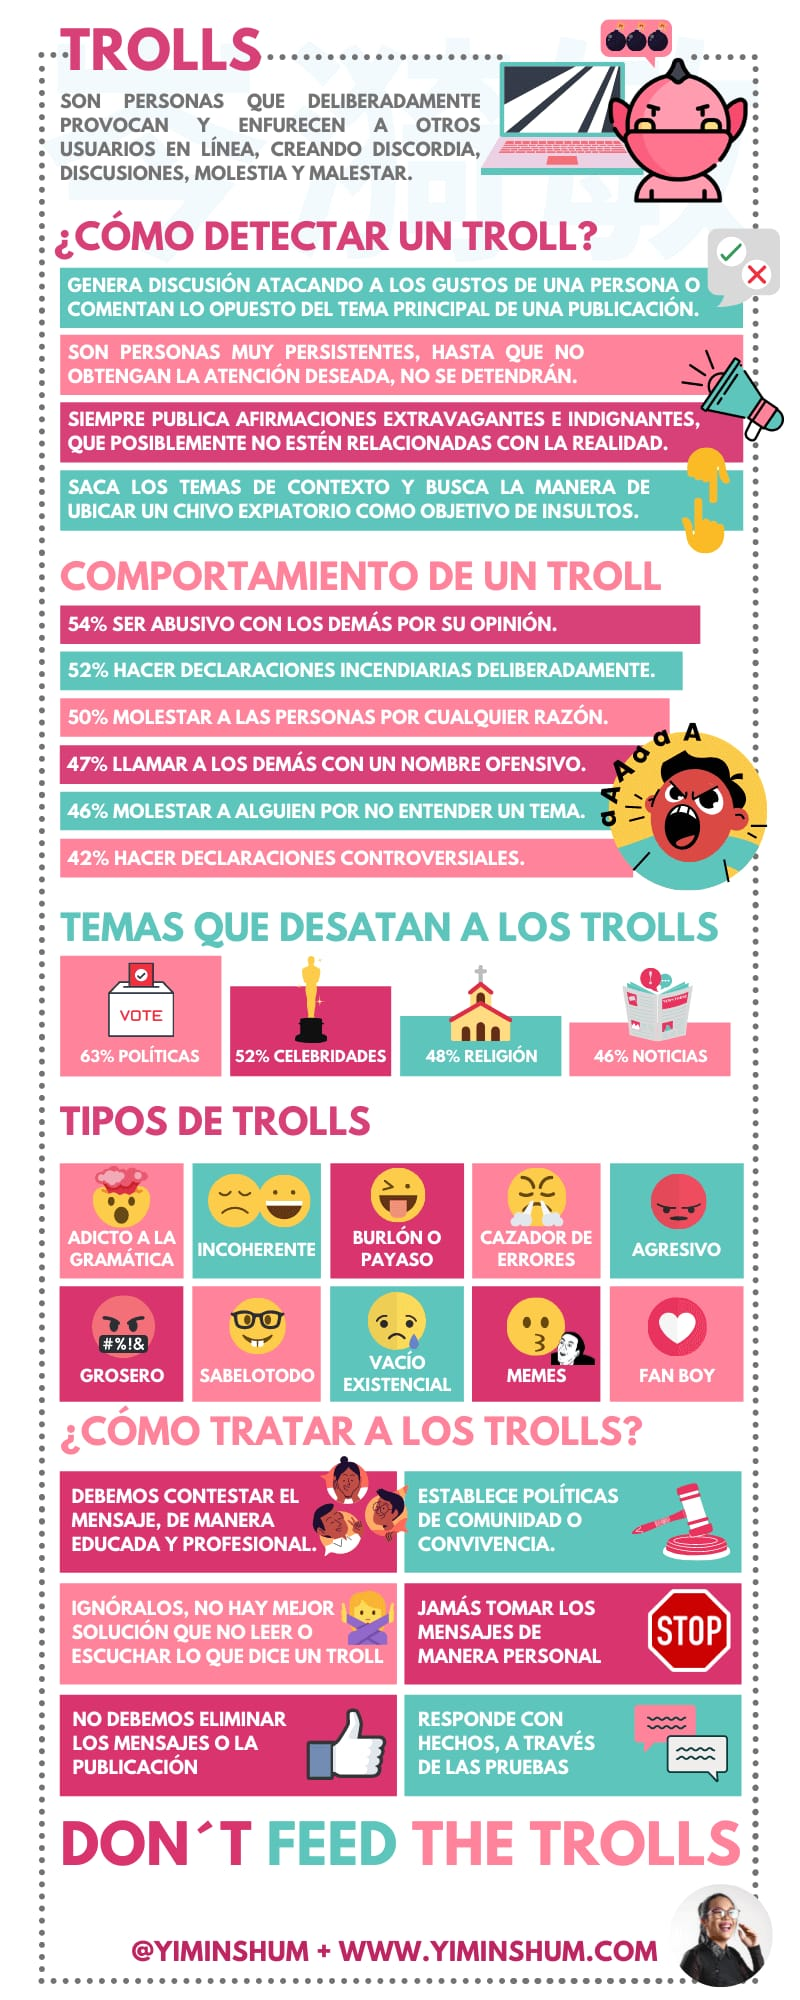 TROLLS
SON PERSONAS QUE DELIBERADAMENTE
PROVOCAN Y ENFURECEN A OTROS
USUARIOS EN LÍNEA, CREANDO DISCORDIA,
DISCUSIONES, MOLESTIA Y MALESTAR.
¿CÓMO DETECTAR UN TROLL?
GENERA DISCUSIÓN ATACANDO A LOS GUSTOS DE UNA PERSONA O
COMENTAN LO OPUESTO DEL TEMA PRINCIPAL DE UNA PUBLICACIÓN.
SON PERSONAS MUY PERSISTENTES, HASTA QUE NO
OBTENGAN LA ATENCIÓN DESEADA, NO SE DETENDRÁN.
SIEMPRE PUBLICA AFIRMACIONES EXTRAVAGANTES E INDIGNANTES,
QUE POSIBLEMENTE NO ESTÉN RELACIONADAS CON LA REALIDAD.
SACA LOS TEMAS DE CONTEXTO Y BUSCA LA MANERA DE
UBICAR UN CHIVO EXPIATORIO COMO OBJETIVO DE INSULTOS.
COMPORTAMIENTO DE UN TROLL
54% SER ABUSIVO CON LOS DEMÁS POR SU OPINIÓN.
52% HACER DECLARACIONES INCENDIARIAS DELIBERADAMENTE.
50% MOLESTAR A LAS PERSONAS POR CUALQUIER RAZÓN.
47% LLAMAR A LOS DEMÁS CON UN NOMBRE OFENSIVO.
46% MOLESTAR A ALGUIEN POR NO ENTENDER UN TEMA.
42% HACER DECLARACIONES CONTROVERSIALES.
aAAaaA
TEMAS QUE DESATAN A LOS TROLLS
VOTE
63% POLÍTICAS
52% CELEBRIDADES
48% RELIGIÓN
46% NOTICIAS
TIPOS DE TROLLS
ADICTO A LA
GRAMÁTICA
INCOHERENTE
BURLÓN O
PAYASO
CAZADOR DE
ERRORES
AGRESIVO
#%!&
GROSERO
SABELOTODO
VACÍO
EXISTENCIAL
MEMES
FAN BOY
¿CÓMO TRATAR A LOS TROLLS?
DEBEMOS CONTESTAR EL
MENSAJE, DE MANERA
EDUCADA Y PROFESIONAL.
ESTABLECE POLÍTICAS
DE COMUNIDAD O
CONVIVENCIA.
IGNÓRALOS, NO HAY MEJOR
SOLUCIÓN QUE NO LEER O
ESCUCHAR LO QUE DICE UN TROLL
JAMÁS TOMAR LOS
MENSAJES DE
MANERA PERSONAL
STOP
NO DEBEMOS ELIMINAR
LOS MENSAJES O LA
PUBLICACIÓN
RESPONDE CON
HECHOS, A TRAVÉS
DE LAS PRUEBAS
DON´T FEED THE TROLLS
@YIMINSHUM + WWW.YIMINSHUM.COM